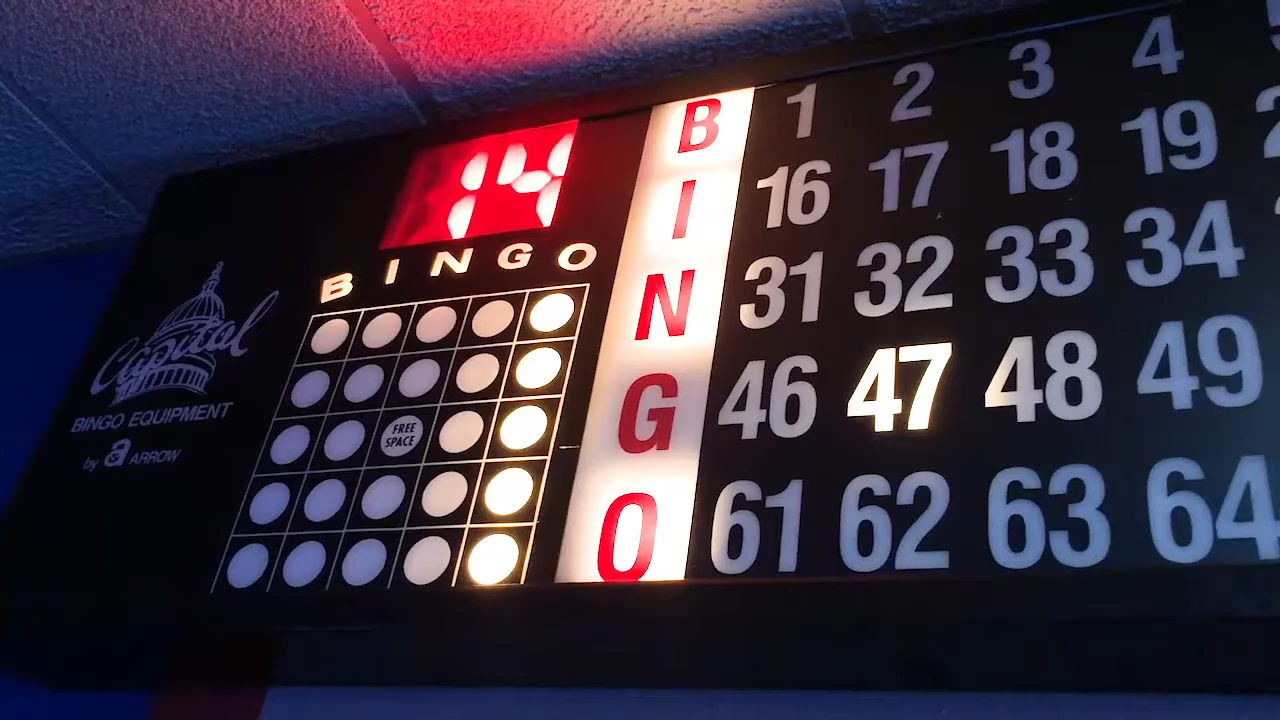 Capital
BINGO EQUIPMENT
by a ARROW
14
B I N G O
FREE
SPACE
B 1 2 3 4
I 16 17 18 19
N 31 32 33 34
G 46 47 48 49
O 61 62 63 64